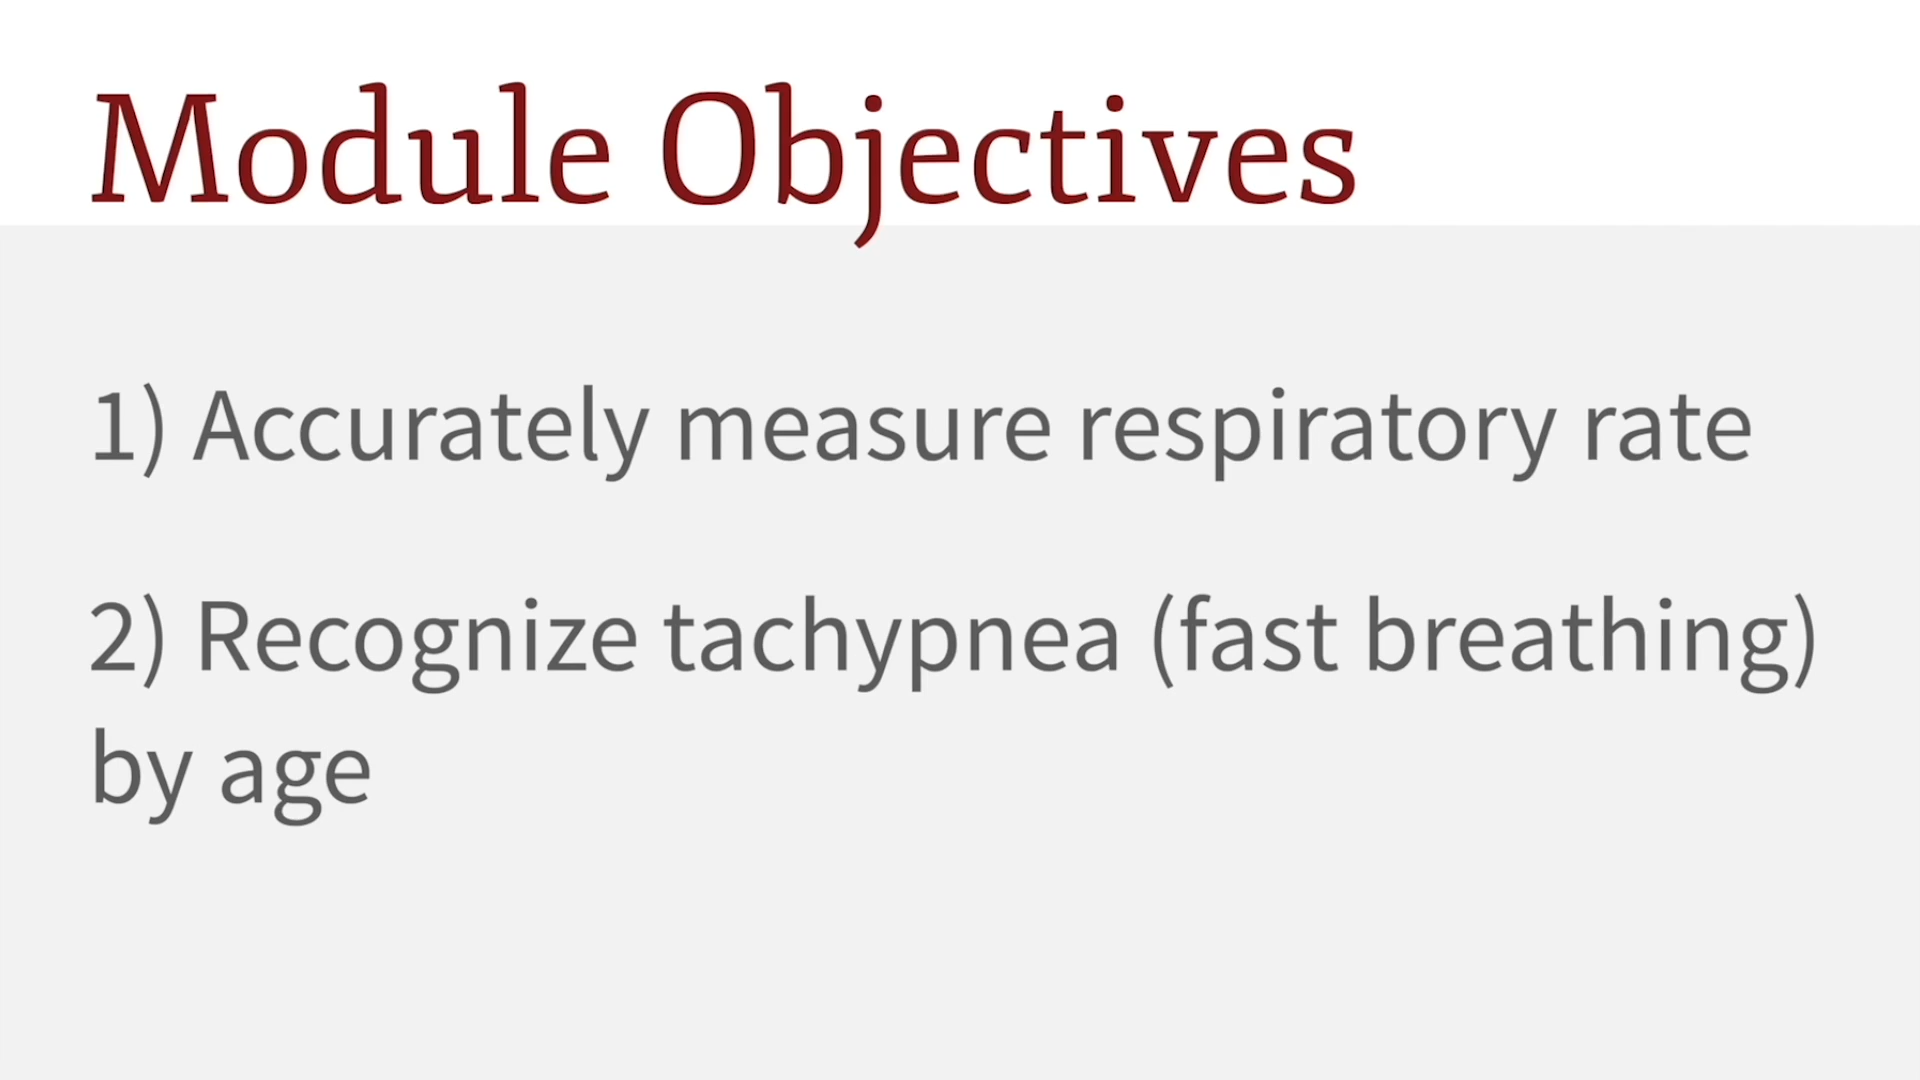 Module Objectives
1) Accurately measure respiratory rate
2) Recognize tachypnea (fast breathing)
by age